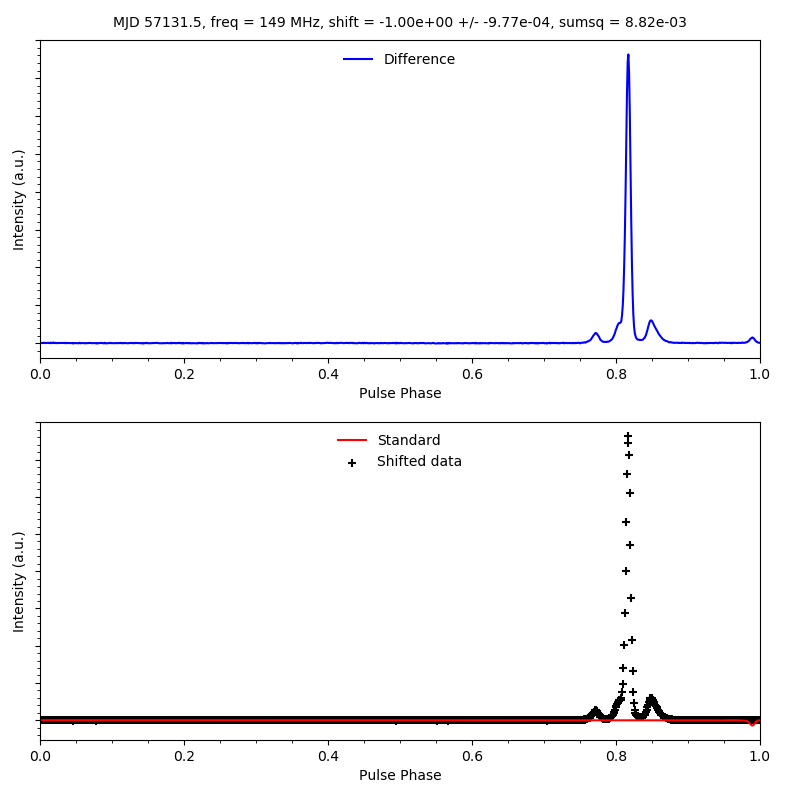 MJD 57131.5, freq = 149 MHz, shift = -1.00e+00 +/- -9.77e-04, sumsq = 8.82e-03
Difference
Intensity (a.u.)
0.0 0.2 0.4 0.6 0.8 1.0
Pulse Phase
Standard
Shifted data
Intensity (a.u.)
0.0 0.2 0.4 0.6 0.8 1.0
Pulse Phase